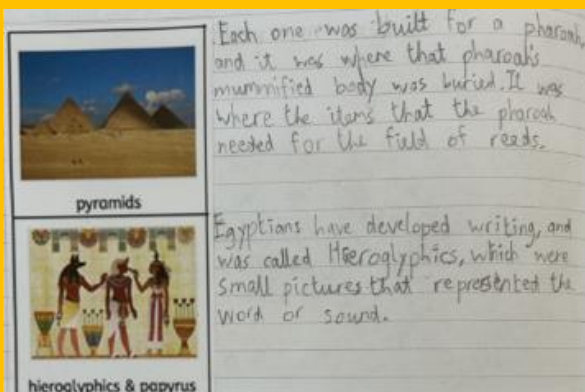 Each one was built for a pharoah,
and it was where that pharoah's
mummified body was buried. It was
where the items that the pharoah
needed for the field of reeds.
pyramids
Egyptians have developed writing, and
was called Hieroglyphics, which were
small pictures that represented the
word or sound.
hieroglyphics & papyrus